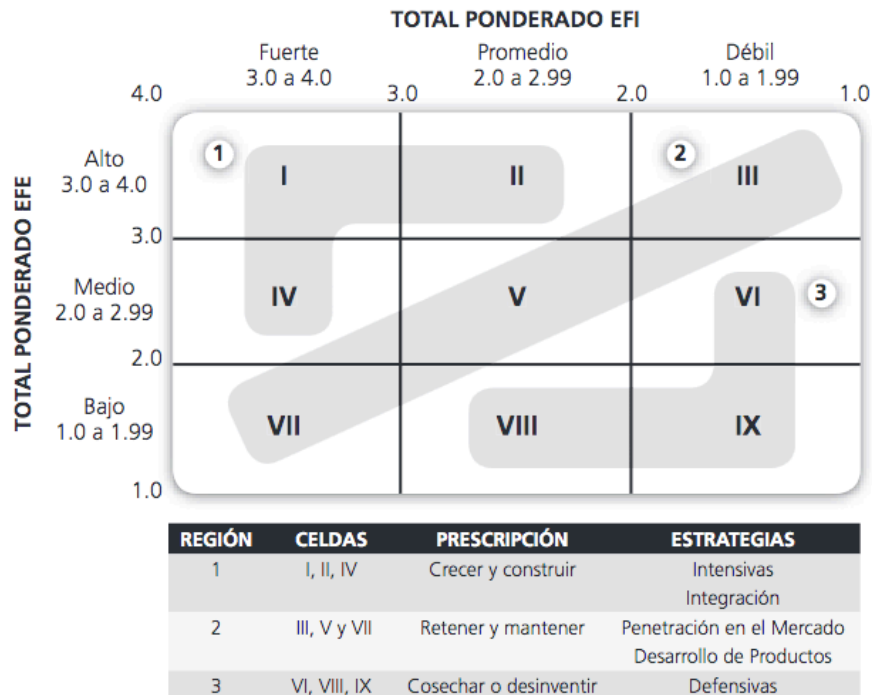 TOTAL PONDERADO EFI
Fuerte
3.0 a 4.0
Promedio
2.0 a 2.99
Débil
1.0 a 1.99
4.0
3.0
2.0
1.0
TOTAL PONDERADO EFE
Alto
3.0 a 4.0
1
I
II
2
III
3.0
Medio
2.0 a 2.99
IV
V
VI
3
2.0
Bajo
1.0 a 1.99
VII
VIII
IX
1.0
REGIÓN CELDAS PRESCRIPCIÓN ESTRATEGIAS
1 I, II, IV Crecer y construir Intensivas
Integración
2 III, V y VII Retener y mantener Penetración en el Mercado
Desarrollo de Productos
3 VI, VIII, IX Cosechar o desinventir Defensivas